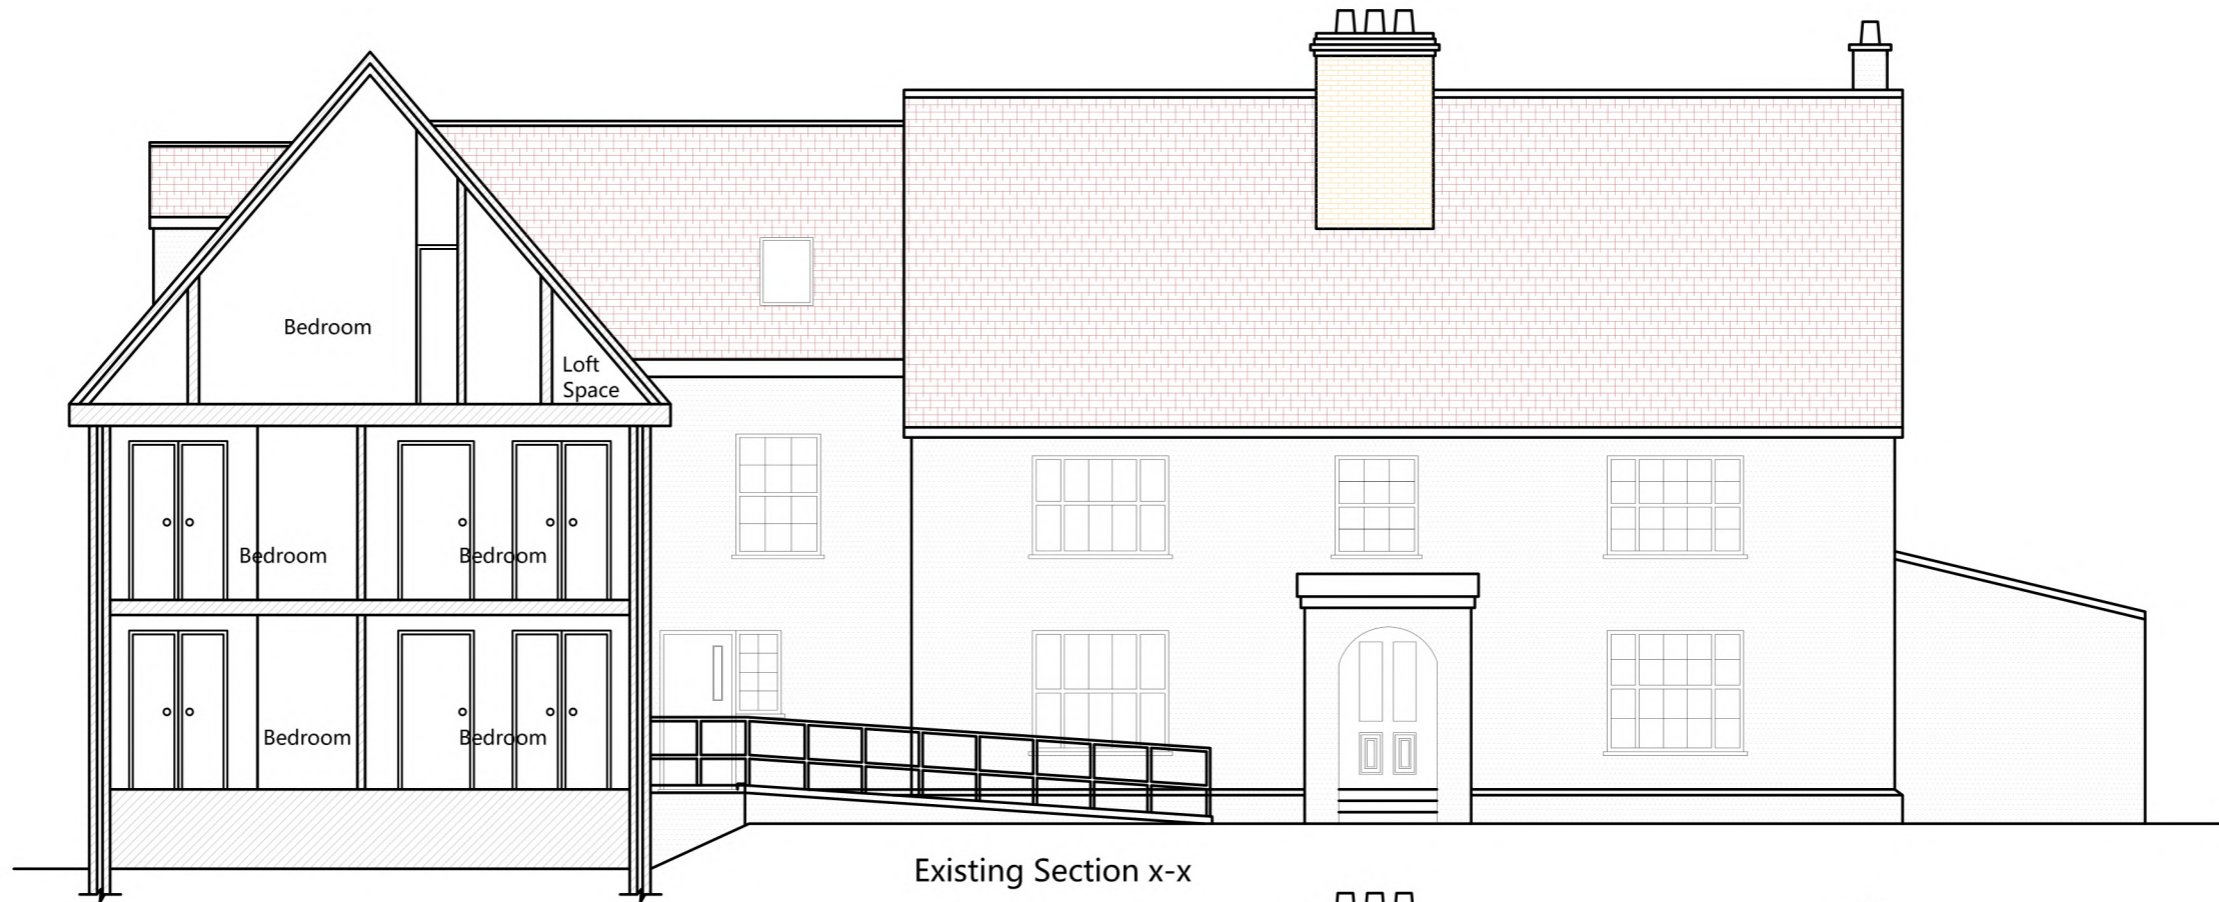 Bedroom
Loft
Space
Bedroom
Bedroom
Bedroom
Bedroom
Existing Section x-x